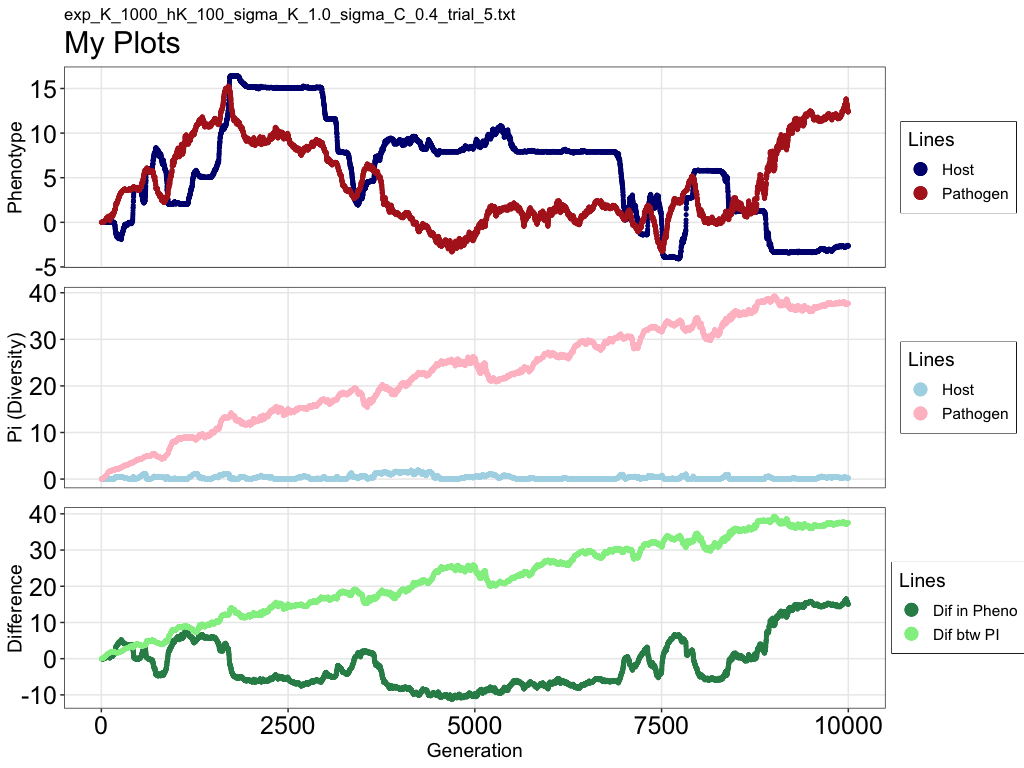 exp_K_1000_hK_100_sigma_K_1.0_sigma_C_0.4_trial_5.txt
My Plots
Phenotype
15
10
5
0
-5
Lines
Host
Pathogen
Pi (Diversity)
40
30
20
10
0
Lines
Host
Pathogen
Difference
40
30
20
10
0
-10
Lines
Dif in Pheno
Dif btw PI
0 2500 5000 7500 10000
Generation